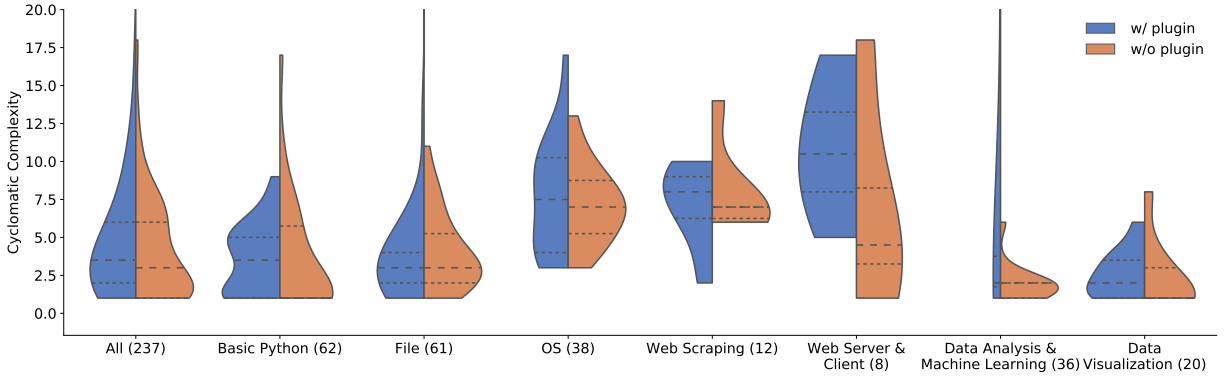 20.0
17.5
15.0
12.5
10.0
7.5
5.0
2.5
0.0
Cyclomatic Complexity
w/ plugin
w/o plugin
All (237)
Basic Python (62)
File (61)
OS (38)
Web Scraping (12)
Web Server &
Client (8)
Data Analysis &
Machine Learning (36)
Data
Visualization (20)